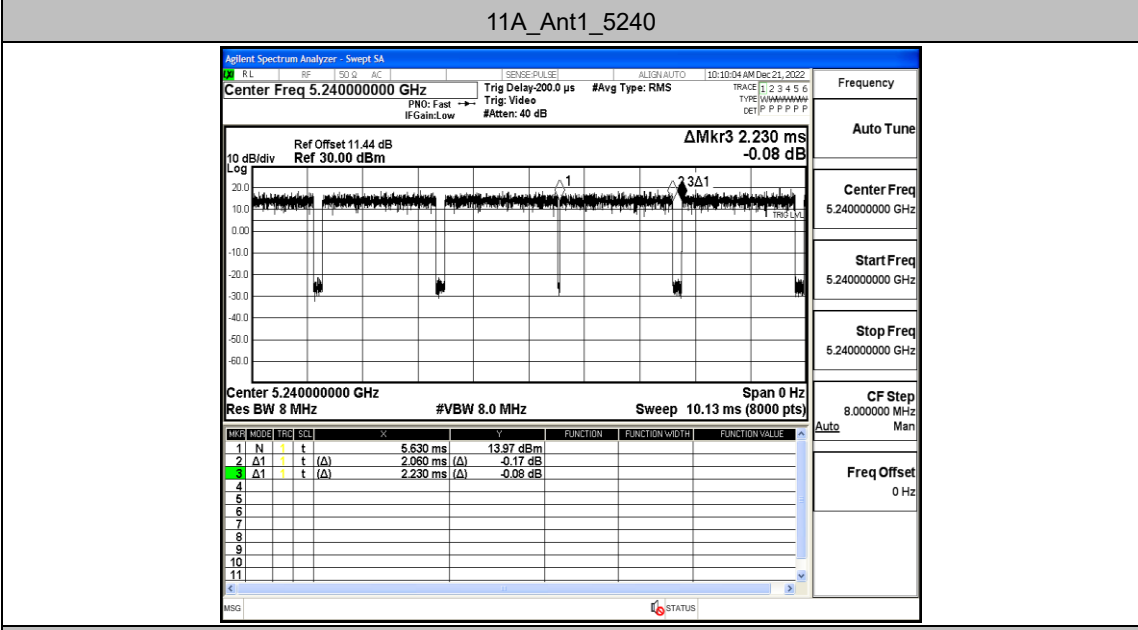 11A_Ant1_5240
Agilent Spectrum Analyzer - Swept SA
RL RF 50 Ω AC SENSE:PULSE ALIGNAUTO 10:10:04 AM Dec 21, 2022
Center Freq 5.240000000 GHz
PNO: Fast
IFGain:Low
Trig Delay-200.0 µs
Trig: Video
#Atten: 40 dB
#Avg Type: RMS
TRACE 1 2 3 4 5 6
TYPE WWWWWW
DET P P P P P P
Frequency
Auto Tune
Center Freq
5.240000000 GHz
Start Freq
5.240000000 GHz
Stop Freq
5.240000000 GHz
CF Step
8.000000 MHz
Auto Man
Freq Offset
0 Hz
ΔMkr3 2.230 ms
-0.08 dB
Ref Offset 11.44 dB
10 dB/div Ref 30.00 dBm
Log
20.0
10.0
0.00
-10.0
-20.0
-30.0
-40.0
-50.0
-60.0
1
2 3Δ1
TRIG LVL
Center 5.240000000 GHz Span 0 Hz
Res BW 8 MHz #VBW 8.0 MHz Sweep 10.13 ms (8000 pts)
MKR MODE TRC SCL X Y FUNCTION FUNCTION WIDTH FUNCTION VALUE
1 N 1 t 5.630 ms 13.97 dBm
2 Δ1 1 t (Δ) 2.060 ms (Δ) -0.17 dB
3 Δ1 1 t (Δ) 2.230 ms (Δ) -0.08 dB
4
5
6
7
8
9
10
11
MSG STATUS